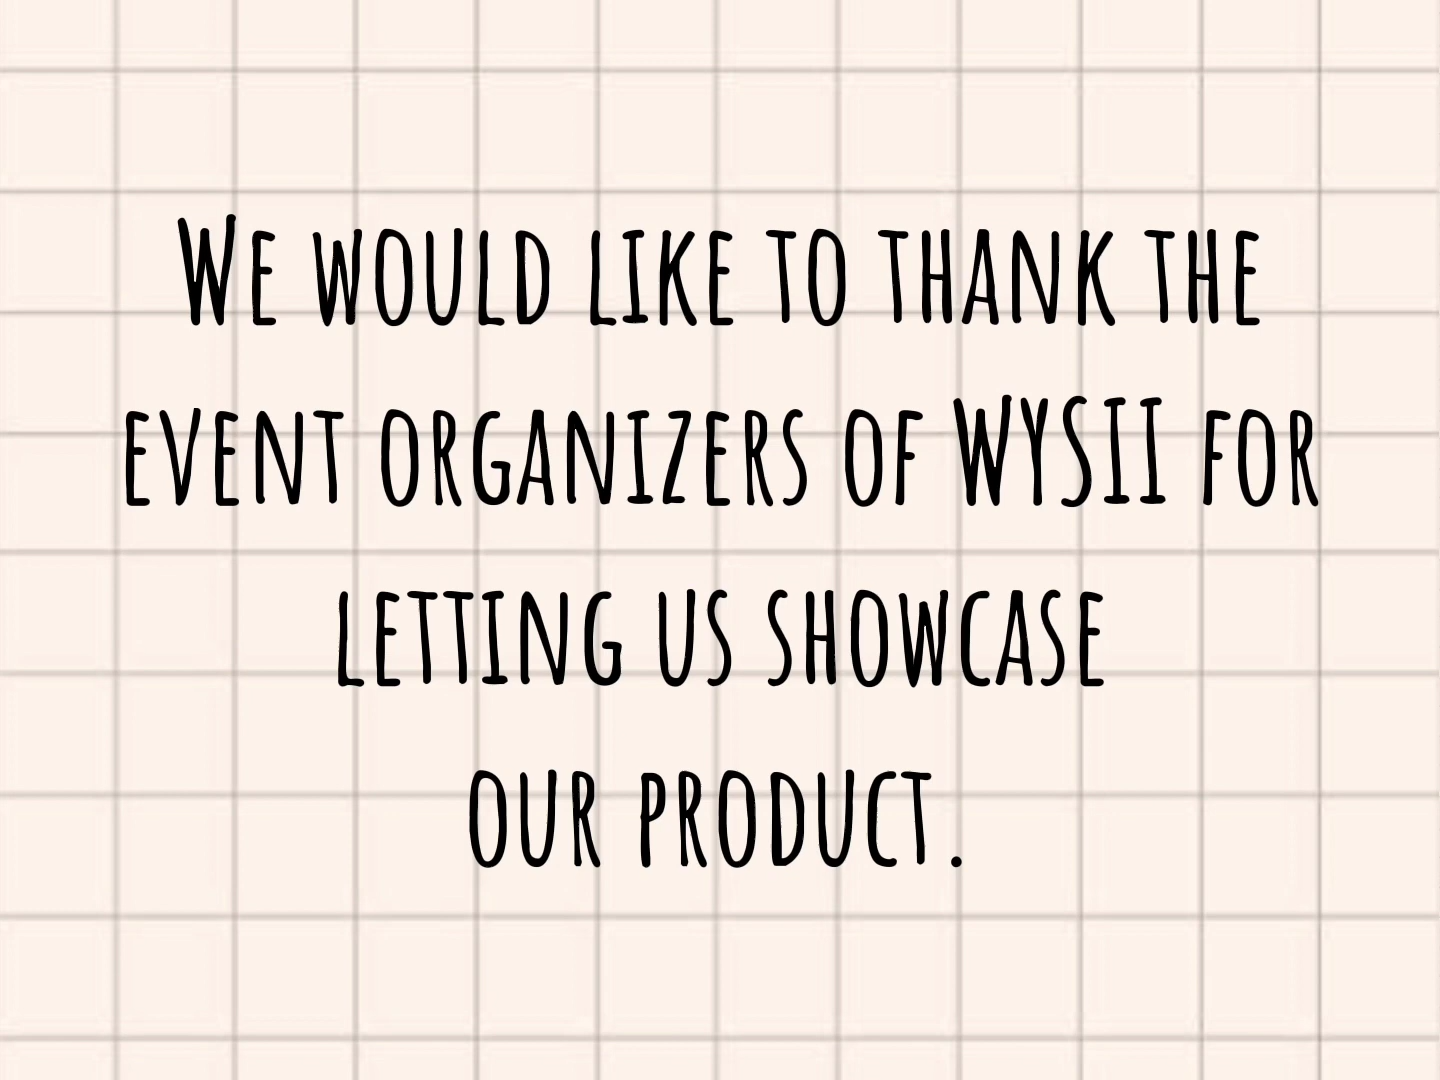 We would like to thank the
event organizers of WYSII for
letting us showcase
our product.